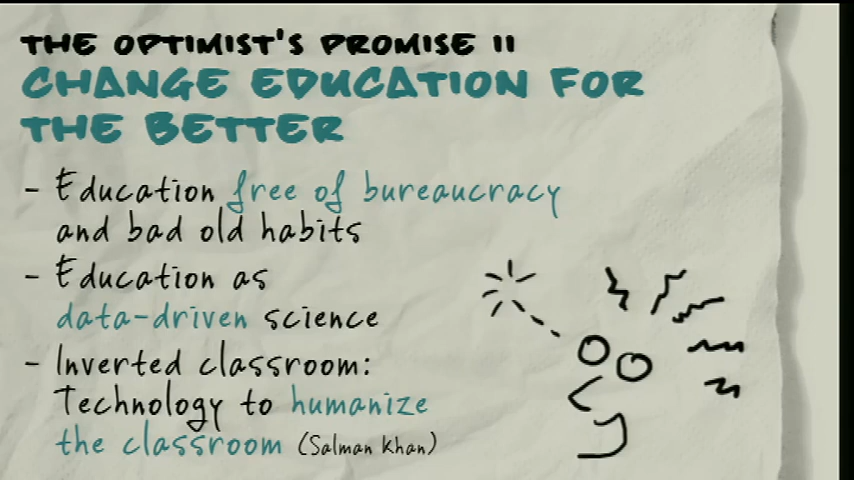 THE OPTIMIST'S PROMISE II
CHANGE EDUCATION FOR
THE BETTER
- Education free of bureaucracy
and bad old habits
- Education as
data-driven science
- Inverted classroom:
Technology to humanize
the classroom (Salman Khan)